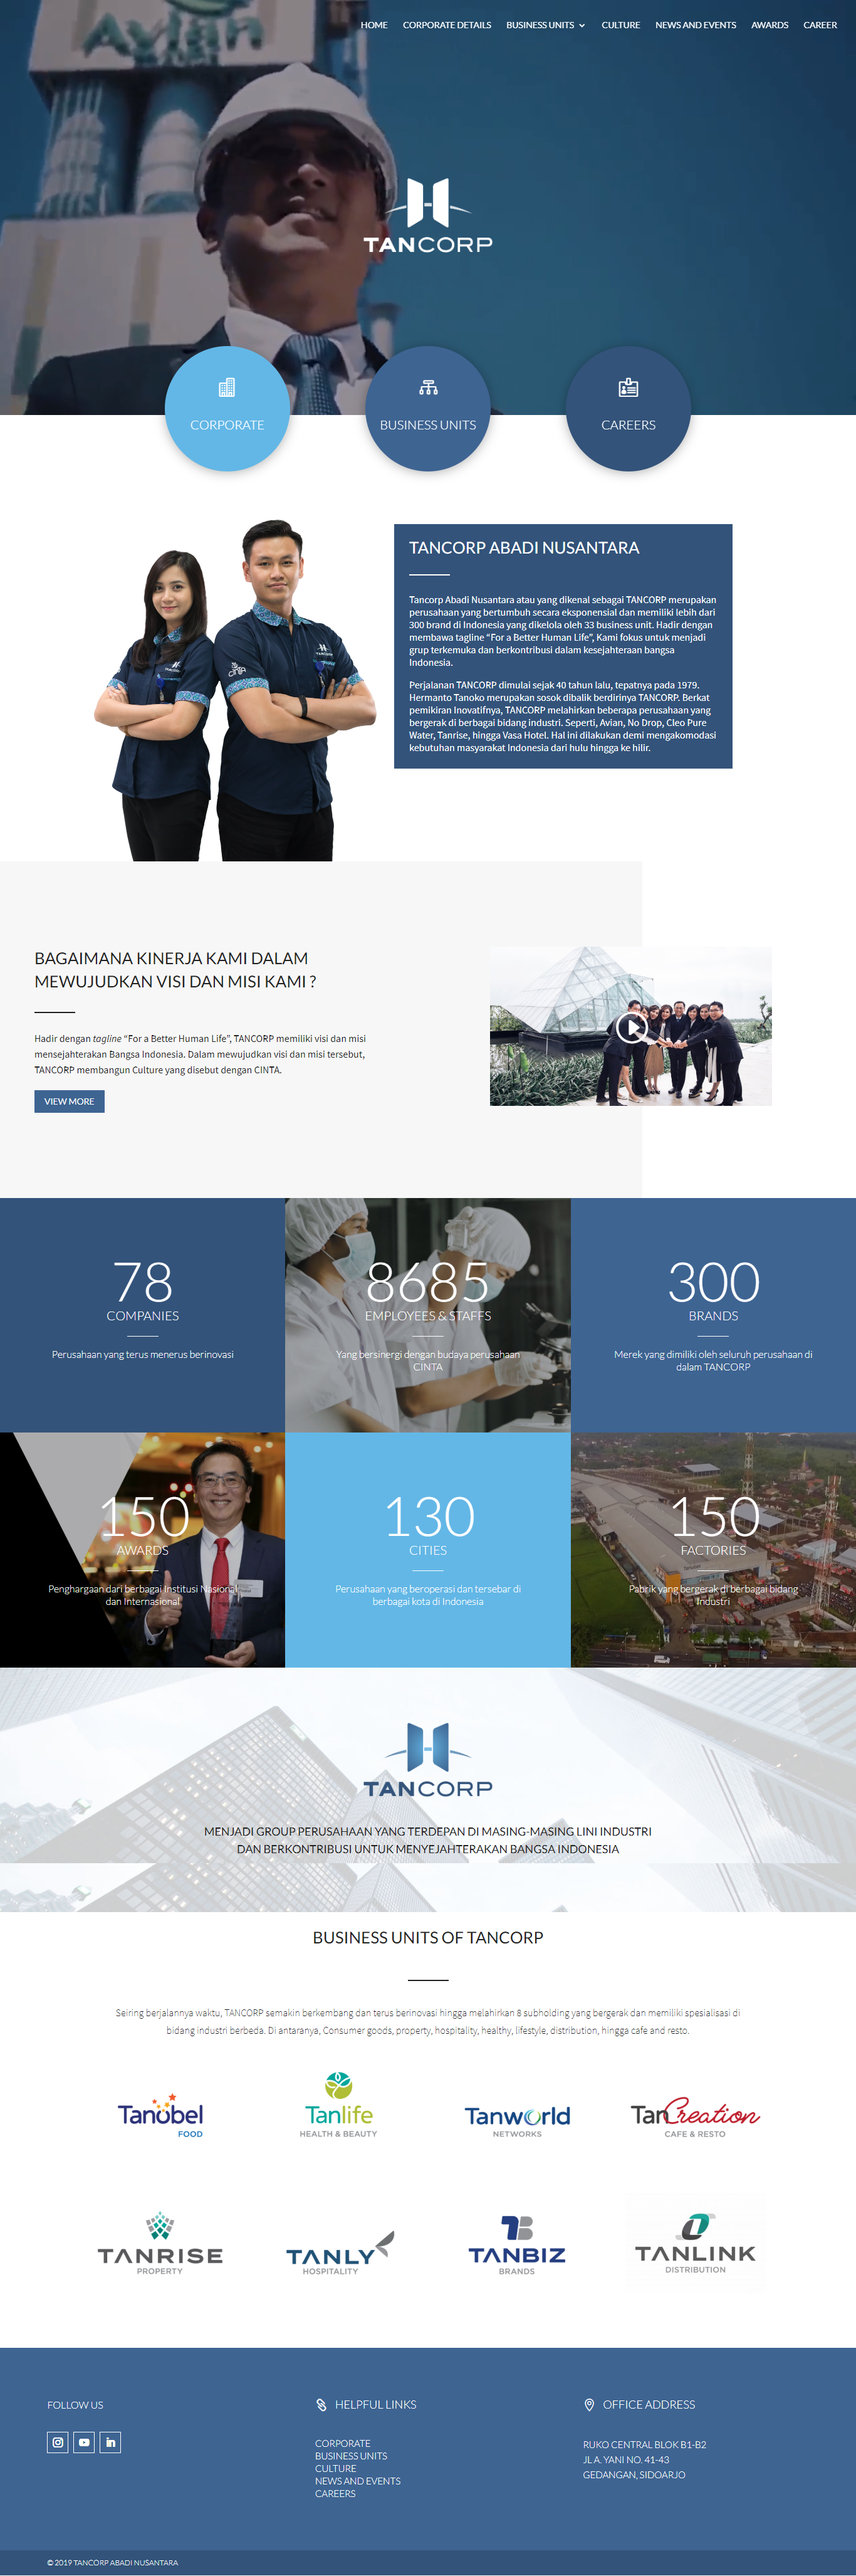 HOME CORPORATE DETAILS BUSINESS UNITS CULTURE NEWS AND EVENTS AWARDS CAREER
TANCORP
CORPORATE
BUSINESS UNITS
CAREERS
TANCORP ABADI NUSANTARA
Tancorp Abadi Nusantara atau yang dikenal sebagai TANCORP merupakan
perusahaan yang bertumbuh secara eksponensial dan memiliki lebih dari
300 brand di Indonesia yang dikelola oleh 33 business unit. Hadir dengan
membawa tagline “For a Better Human Life”, Kami fokus untuk menjadi
grup terkemuka dan berkontribusi dalam kesejahteraan bangsa
Indonesia.
Perjalanan TANCORP dimulai sejak 40 tahun lalu, tepatnya pada 1979.
Hermanto Tanoko merupakan sosok dibalik berdirinya TANCORP. Berkat
pemikiran Inovatifnya, TANCORP melahirkan beberapa perusahaan yang
bergerak di berbagai bidang industri. Seperti, Avian, No Drop, Cleo Pure
Water, Tanrise, hingga Vasa Hotel. Hal ini dilakukan demi mengakomodasi
kebutuhan masyarakat Indonesia dari hulu hingga ke hilir.
BAGAIMANA KINERJA KAMI DALAM
MEWUJUDKAN VISI DAN MISI KAMI ?
Hadir dengan tagline “For a Better Human Life”, TANCORP memiliki visi dan misi
mensejahterakan Bangsa Indonesia. Dalam mewujudkan visi dan misi tersebut,
TANCORP membangun Culture yang disebut dengan CINTA.
VIEW MORE
78
COMPANIES
Perusahaan yang terus menerus berinovasi
8685
EMPLOYEES & STAFFS
Yang bersinergi dengan budaya perusahaan
CINTA
300
BRANDS
Merek yang dimiliki oleh seluruh perusahaan di
dalam TANCORP
150
AWARDS
Penghargaan dari berbagai Institusi Nasional
dan Internasional
130
CITIES
Perusahaan yang beroperasi dan tersebar di
berbagai kota di Indonesia
150
FACTORIES
Pabrik yang bergerak di berbagai bidang
Industri
TANCORP
MENJADI GROUP PERUSAHAAN YANG TERDEPAN DI MASING-MASING LINI INDUSTRI
DAN BERKONTRIBUSI UNTUK MENYEJAHTERAKAN BANGSA INDONESIA
BUSINESS UNITS OF TANCORP
Seiring berjalannya waktu, TANCORP semakin berkembang dan terus berinovasi hingga melahirkan 8 subholding yang bergerak dan memiliki spesialisasi di
bidang industri berbeda. Di antaranya, Consumer goods, property, hospitality, healthy, lifestyle, distribution, hingga cafe and resto.
Tanobel
FOOD
Tanlife
HEALTH & BEAUTY
Tanworld
NETWORKS
TanCreation
CAFE & RESTO
TANRISE
PROPERTY
TANLY
HOSPITALITY
TANBIZ
BRANDS
TANLINK
DISTRIBUTION
FOLLOW US
HELPFUL LINKS
CORPORATE
BUSINESS UNITS
CULTURE
NEWS AND EVENTS
CAREERS
OFFICE ADDRESS
RUKO CENTRAL BLOK B1-B2
JL A. YANI NO. 41-43
GEDANGAN, SIDOARJO
© 2019 TANCORP ABADI NUSANTARA